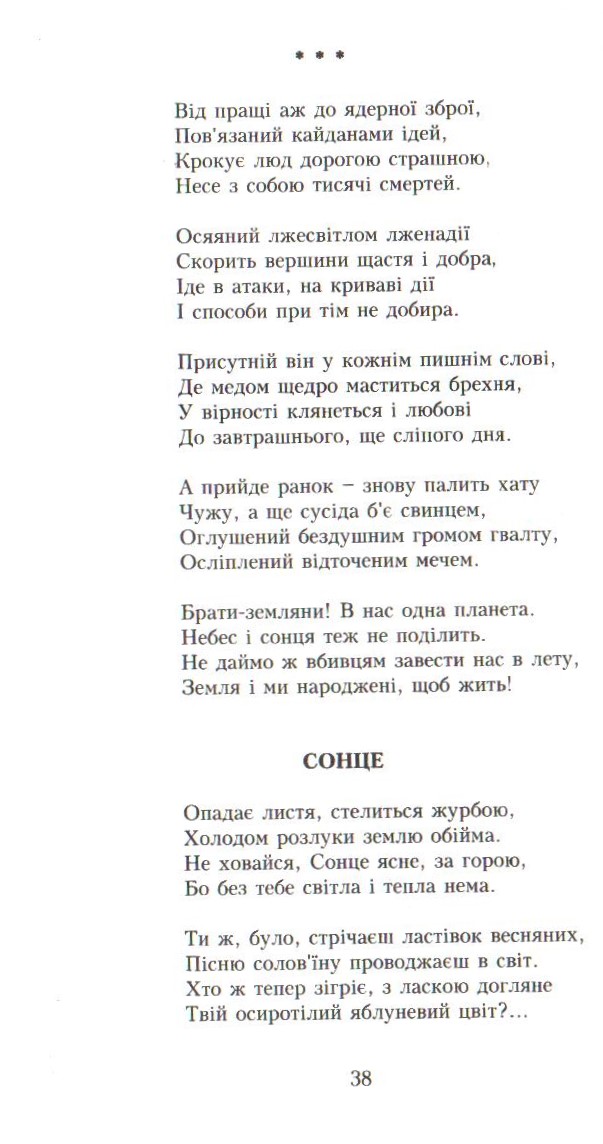 * * *
Від пращі аж до ядерної зброї,
Пов'язаний кайданами ідей,
Крокує люд дорогою страшною,
Несе з собою тисячі смертей.
Осяяний лжесвітлом лженадії
Скорить вершини щастя і добра,
Іде в атаки, на криваві дії
І способи при тім не добира.
Присутній він у кожнім пишнім слові,
Де медом щедро маститься брехня,
У вірності клянеться і любові
До завтрашнього, ще сліпого дня.
А прийде ранок – знову палить хату
Чужу, а ще сусіда б'є свинцем,
Оглушений бездушним громом гвалту,
Осліплений відточеним мечем.
Брати-земляни! В нас одна планета.
Небес і сонця теж не поділить.
Не даймо ж вбивцям завести нас в лету,
Земля і ми народжені, щоб жить!
СОНЦЕ
Опадає листя, стелиться журбою,
Холодом розлуки землю обійма.
Не ховайся, Сонце ясне, за горою,
Бо без тебе світла і тепла нема.
Ти ж, було, стрічаєш ластівок весняних,
Пісню солов'їну проводжаєш в світ.
Хто ж тепер зігріє, з ласкою догляне
Твій осиротілий яблуневий цвіт?...
38